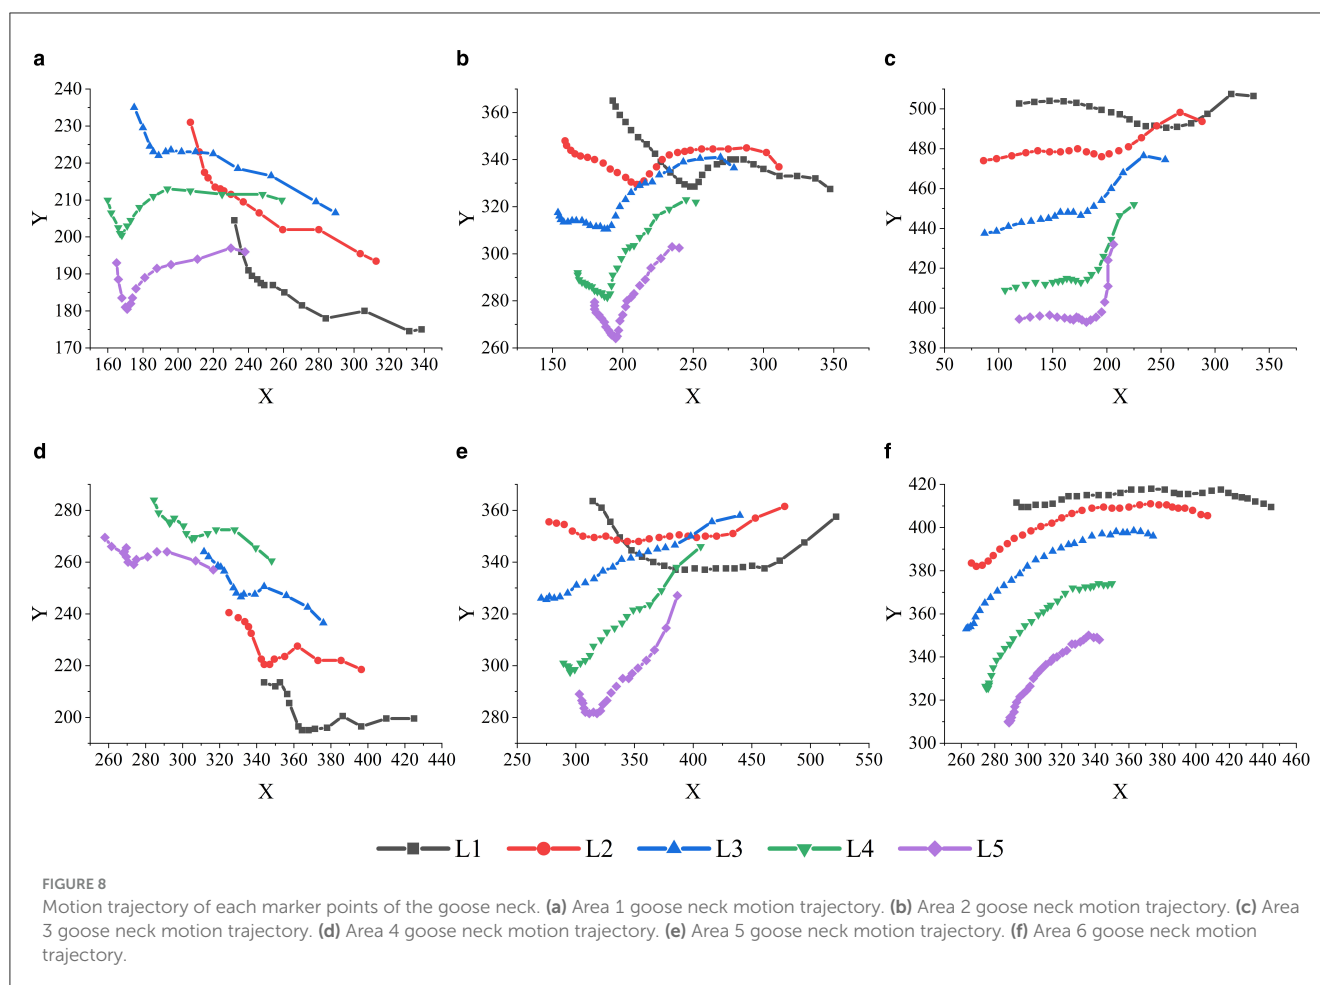 a
240
230
220
210
200
190
180
170
Y
160 180 200 220 240 260 280 300 320 340
X
b
360
340
320
300
280
260
Y
150 200 250 300 350
X
c
500
480
460
440
420
400
380
Y
50 100 150 200 250 300 350
X
d
280
260
240
220
200
Y
260 280 300 320 340 360 380 400 420 440
X
e
360
340
320
300
280
Y
250 300 350 400 450 500 550
X
f
420
400
380
360
340
320
300
Y
260 280 300 320 340 360 380 400 420 440 460
X
L1 L2 L3 L4 L5
FIGURE 8
Motion trajectory of each marker points of the goose neck. (a) Area 1 goose neck motion trajectory. (b) Area 2 goose neck motion trajectory. (c) Area
3 goose neck motion trajectory. (d) Area 4 goose neck motion trajectory. (e) Area 5 goose neck motion trajectory. (f) Area 6 goose neck motion
trajectory.